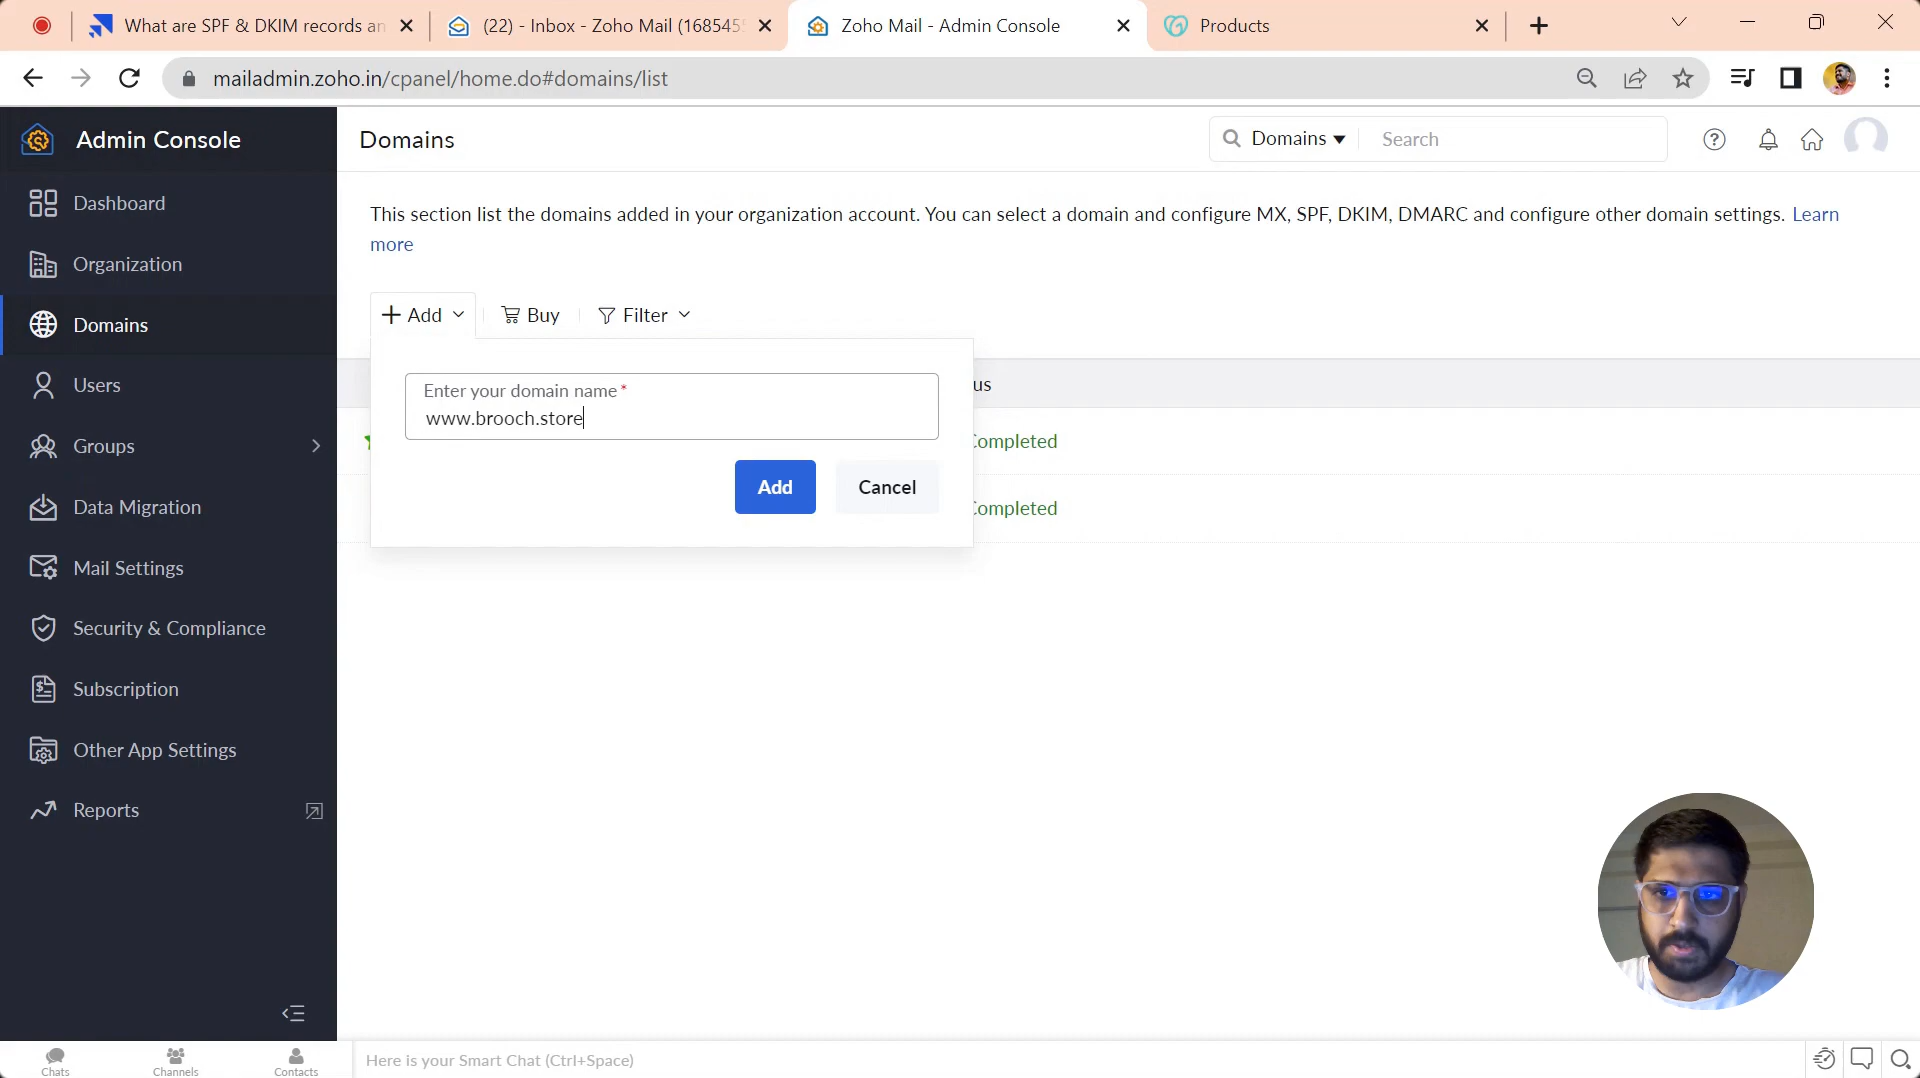 What are SPF & DKIM records an
(22) - Inbox - Zoho Mail (168545
Zoho Mail - Admin Console
Products
mailadmin.zoho.in/cpanel/home.do#domains/list
Admin Console
Domains
Domains
Search
Dashboard
Organization
Domains
Users
Groups
Data Migration
Mail Settings
Security & Compliance
Subscription
Other App Settings
Reports
This section list the domains added in your organization account. You can select a domain and configure MX, SPF, DKIM, DMARC and configure other domain settings. Learn
more
Add
Buy
Filter
us
Enter your domain name *
www.brooch.store
Add
Cancel
Completed
Completed
Chats
Channels
Contacts
Here is your Smart Chat (Ctrl+Space)